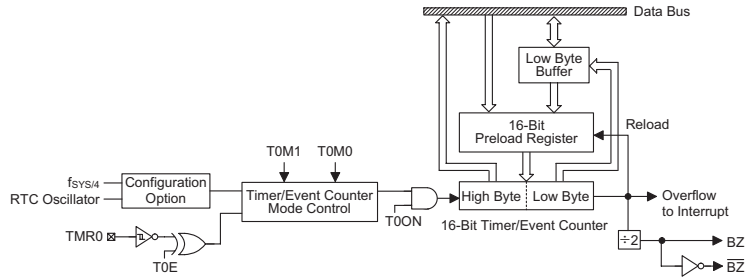 Data Bus
Low Byte
Buffer
16-Bit
Preload Register
Reload
T0M1
T0M0
fSYS/4
RTC Oscillator
Configuration
Option
Timer/Event Counter
Mode Control
T0ON
High Byte
Low Byte
16-Bit Timer/Event Counter
Overflow
to Interrupt
TMR0
T0E
÷2
BZ
B̅Z̅